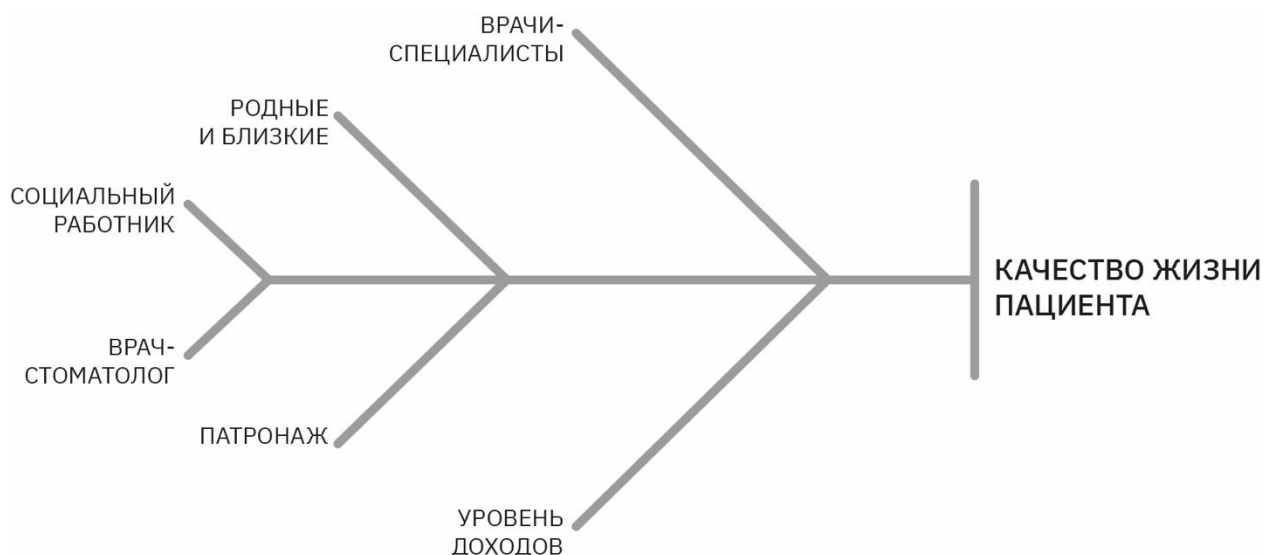 ВРАЧИ-
СПЕЦИАЛИСТЫ
РОДНЫЕ
И БЛИЗКИЕ
СОЦИАЛЬНЫЙ
РАБОТНИК
КАЧЕСТВО ЖИЗНИ
ПАЦИЕНТА
ВРАЧ-
СТОМАТОЛОГ
ПАТРОНАЖ
УРОВЕНЬ
ДОХОДОВ